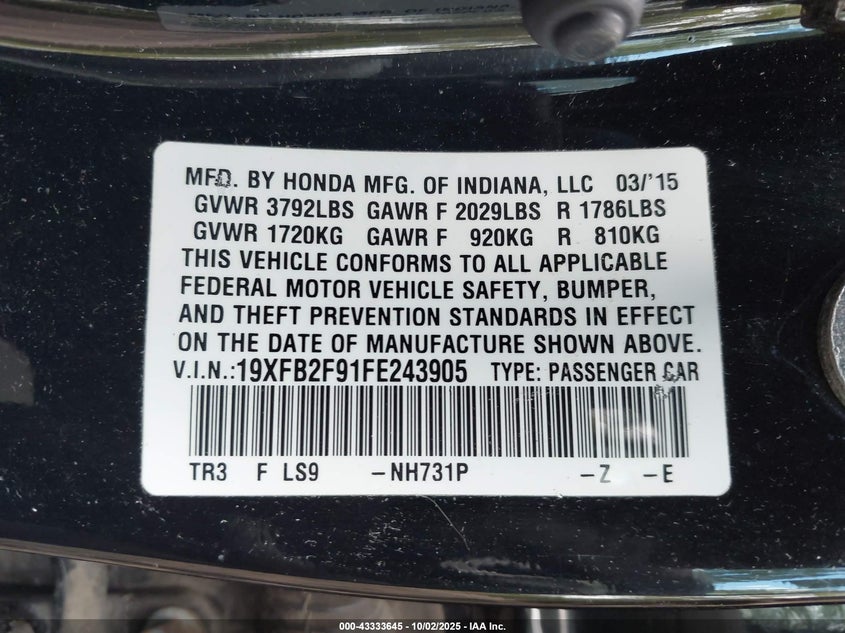 MFD. BY HONDA MFG. OF INDIANA, LLC 03/'15
GVWR 3792LBS GAWR F 2029LBS R 1786LBS
GVWR 1720KG GAWR F 920KG R 810KG
THIS VEHICLE CONFORMS TO ALL APPLICABLE
FEDERAL MOTOR VEHICLE SAFETY, BUMPER,
AND THEFT PREVENTION STANDARDS IN EFFECT
ON THE DATE OF MANUFACTURE SHOWN ABOVE.
V.I.N.:19XFB2F91FE243905 TYPE: PASSENGER CAR
TR3 F LS9 -NH731P -Z -E
000-43333645 - 10/02/2025 - IAA Inc.